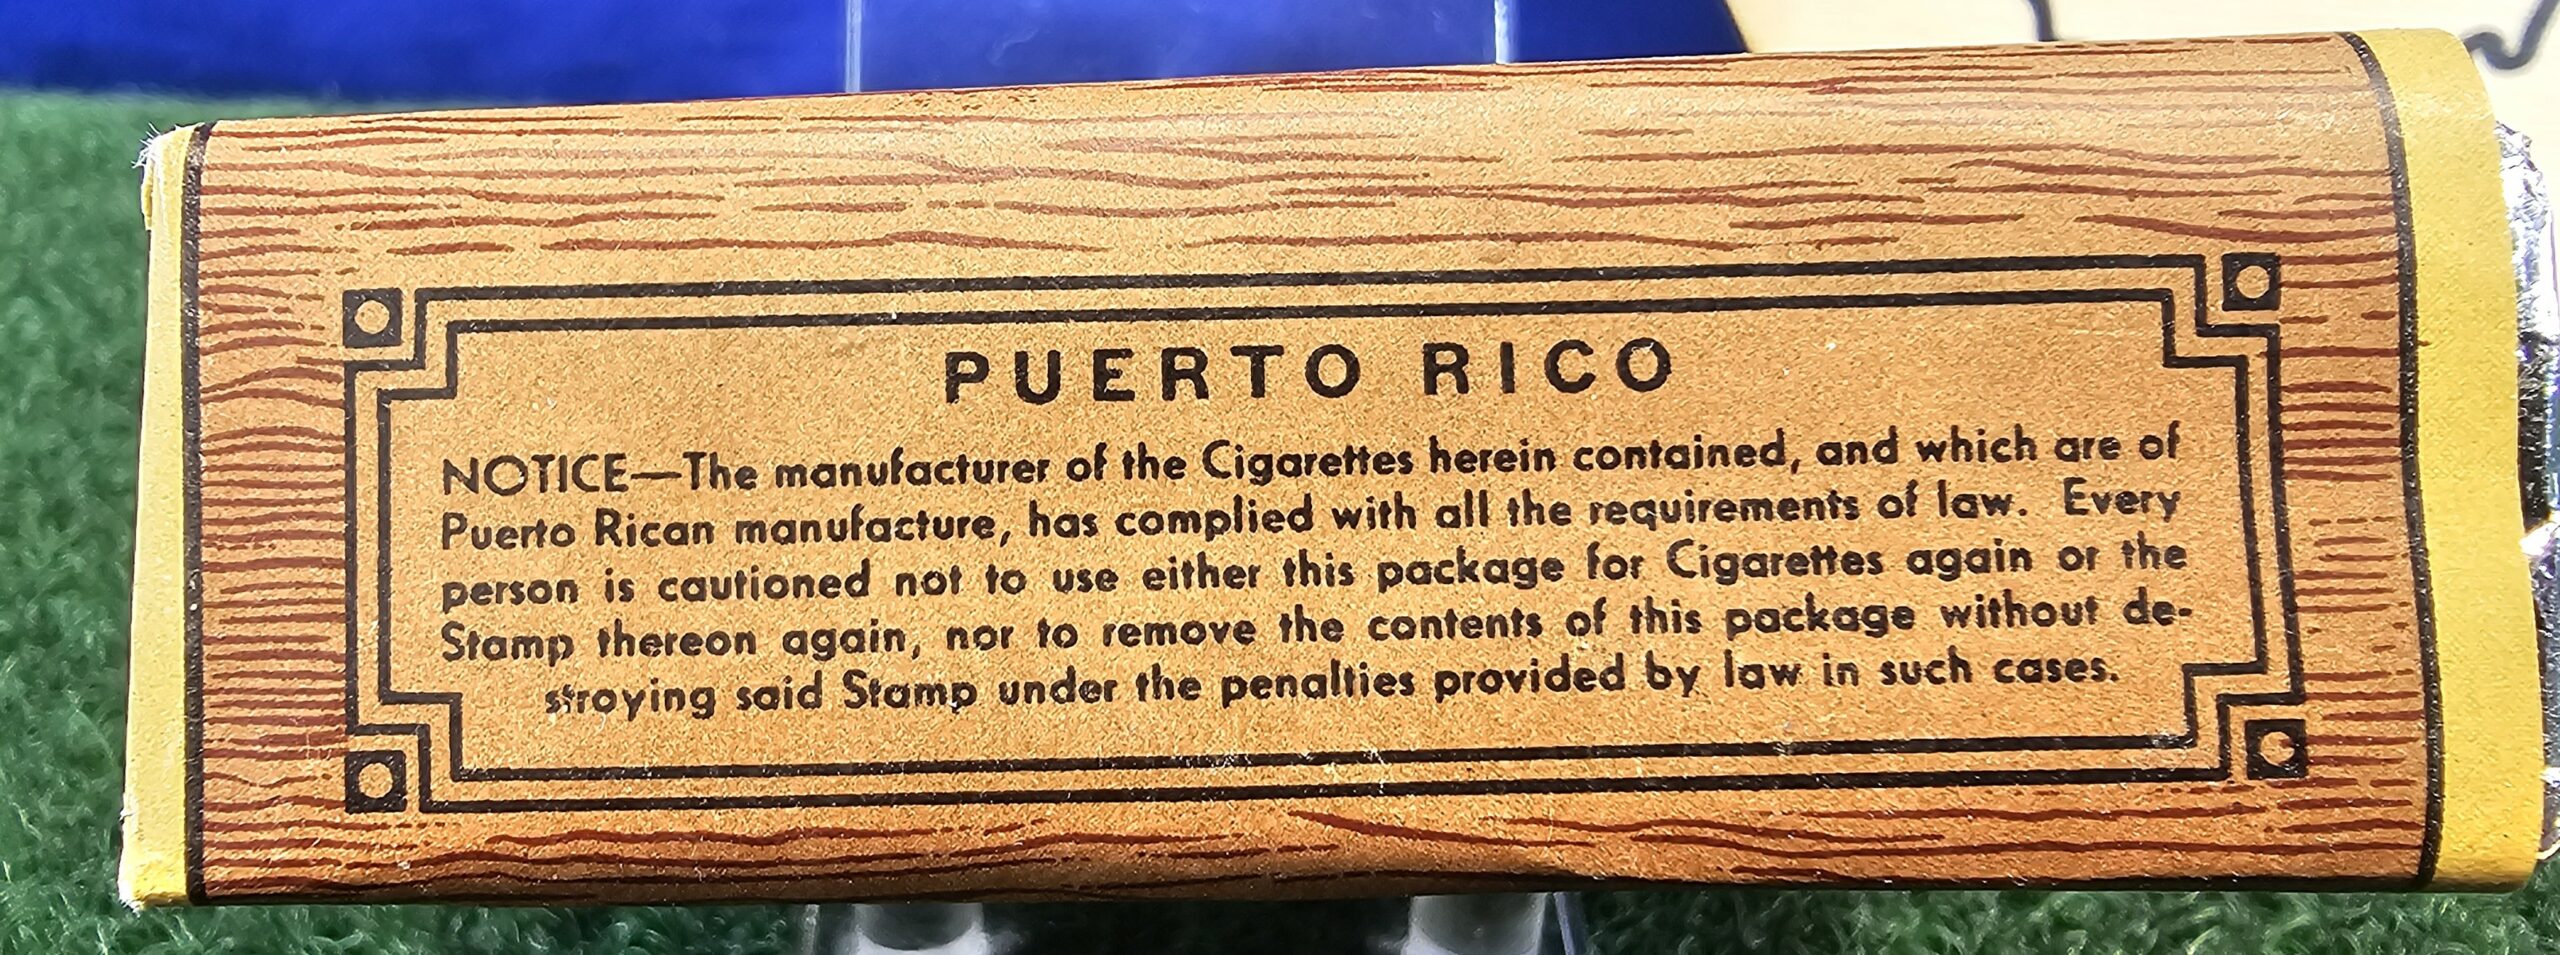 PUERTO RICO
NOTICE—The manufacturer of the Cigarettes herein contained, and which are of
Puerto Rican manufacture, has complied with all the requirements of law. Every
person is cautioned not to use either this package for Cigarettes again or the
Stamp thereon again, nor to remove the contents of this package without de-
stroying said Stamp under the penalties provided by law in such cases.